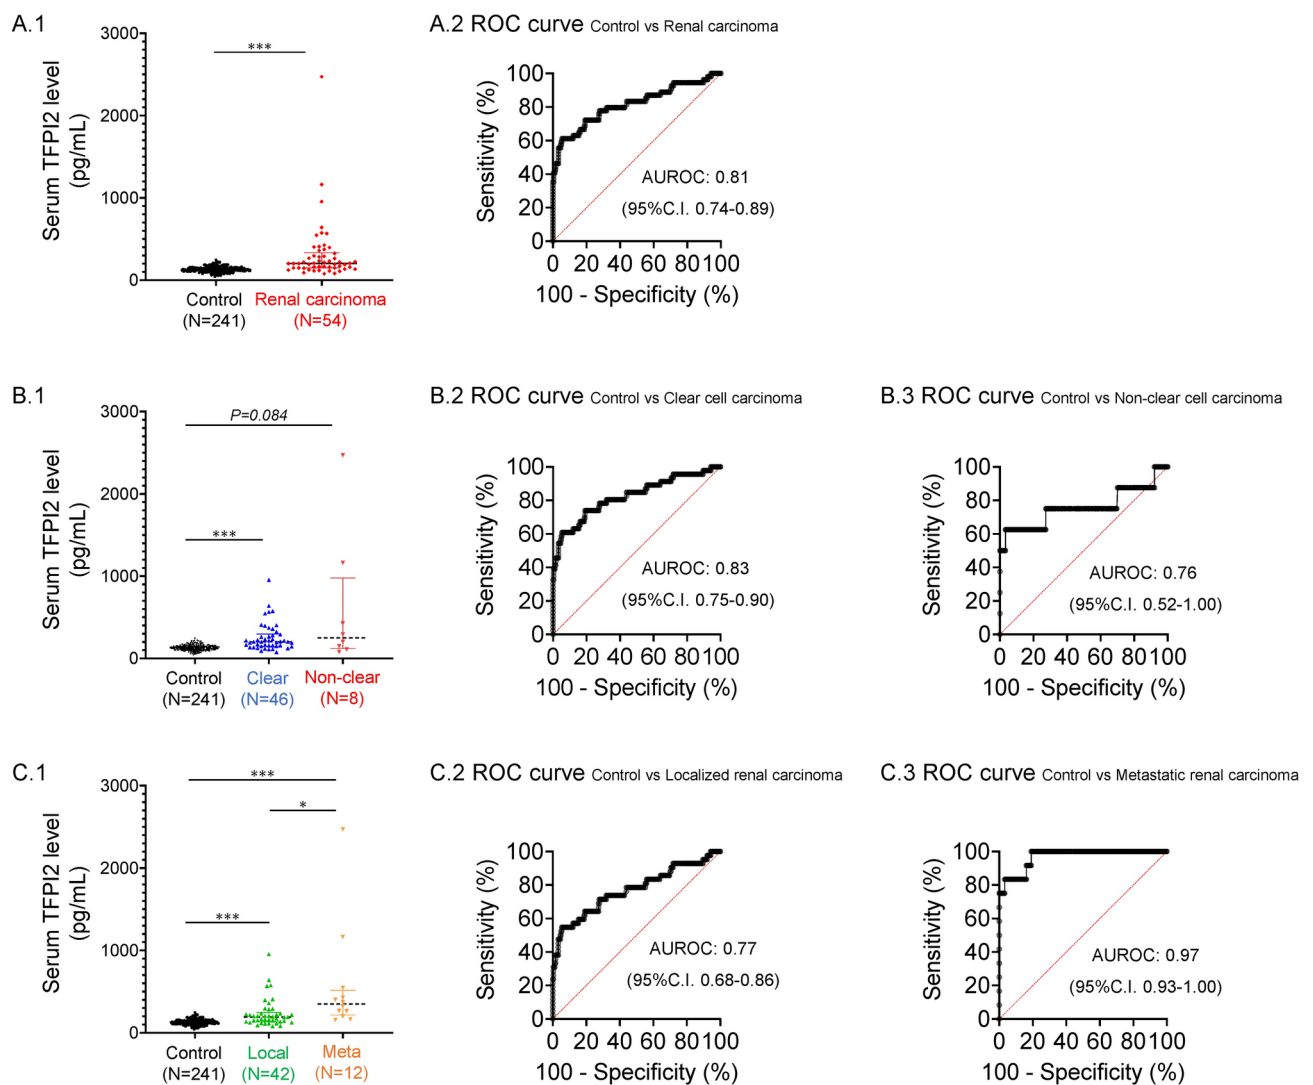 A.1
3000
2000
1000
0
Serum TFPI2 level
(pg/mL)
***
Control
(N=241)
Renal carcinoma
(N=54)
A.2 ROC curve Control vs Renal carcinoma
100
80
60
40
20
0
Sensitivity (%)
AUROC: 0.81
(95%C.I. 0.74-0.89)
0 20 40 60 80 100
100 - Specificity (%)
B.1
3000
2000
1000
0
Serum TFPI2 level
(pg/mL)
P=0.084
***
Control
(N=241)
Clear
(N=46)
Non-clear
(N=8)
B.2 ROC curve Control vs Clear cell carcinoma
100
80
60
40
20
0
Sensitivity (%)
AUROC: 0.83
(95%C.I. 0.75-0.90)
0 20 40 60 80 100
100 - Specificity (%)
B.3 ROC curve Control vs Non-clear cell carcinoma
100
80
60
40
20
0
Sensitivity (%)
AUROC: 0.76
(95%C.I. 0.52-1.00)
0 20 40 60 80 100
100 - Specificity (%)
C.1
3000
2000
1000
0
Serum TFPI2 level
(pg/mL)
***
*
***
Control
(N=241)
Local
(N=42)
Meta
(N=12)
C.2 ROC curve Control vs Localized renal carcinoma
100
80
60
40
20
0
Sensitivity (%)
AUROC: 0.77
(95%C.I. 0.68-0.86)
0 20 40 60 80 100
100 - Specificity (%)
C.3 ROC curve Control vs Metastatic renal carcinoma
100
80
60
40
20
0
Sensitivity (%)
AUROC: 0.97
(95%C.I. 0.93-1.00)
0 20 40 60 80 100
100 - Specificity (%)